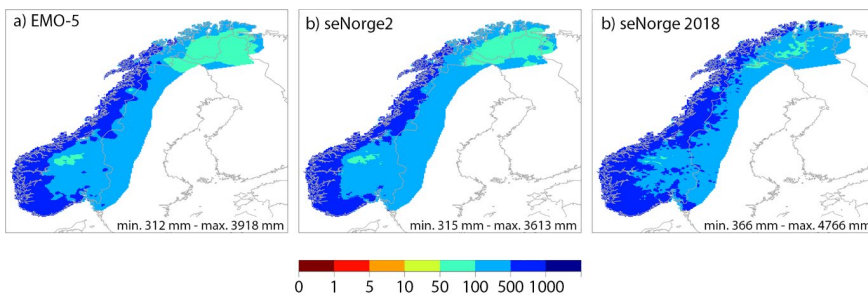 a) EMO-5
b) seNorge2
b) seNorge 2018
min. 312 mm - max. 3918 mm
min. 315 mm - max. 3613 mm
min. 366 mm - max. 4766 mm
0 1 5 10 50 100 500 1000